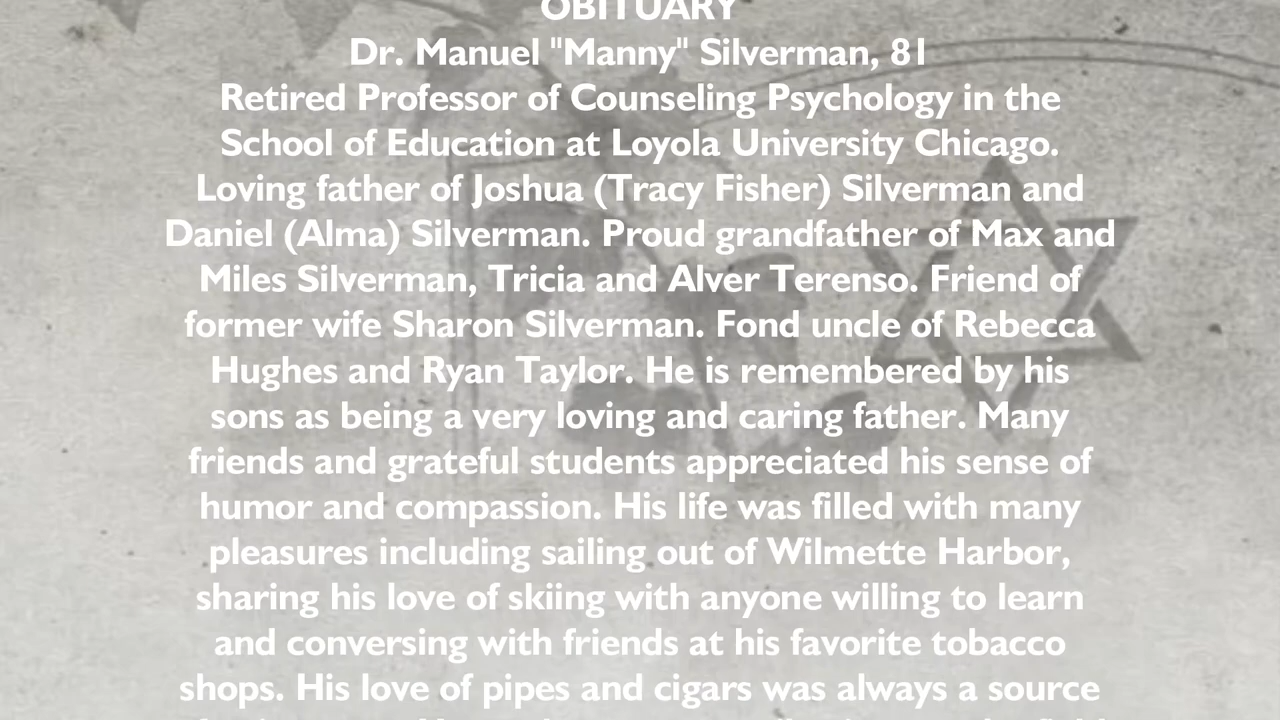 OBITUARY
Dr. Manuel "Manny" Silverman, 81
Retired Professor of Counseling Psychology in the
School of Education at Loyola University Chicago.
Loving father of Joshua (Tracy Fisher) Silverman and
Daniel (Alma) Silverman. Proud grandfather of Max and
Miles Silverman, Tricia and Alver Terenso. Friend of
former wife Sharon Silverman. Fond uncle of Rebecca
Hughes and Ryan Taylor. He is remembered by his
sons as being a very loving and caring father. Many
friends and grateful students appreciated his sense of
humor and compassion. His life was filled with many
pleasures including sailing out of Wilmette Harbor,
sharing his love of skiing with anyone willing to learn
and conversing with friends at his favorite tobacco
shops. His love of pipes and cigars was always a source